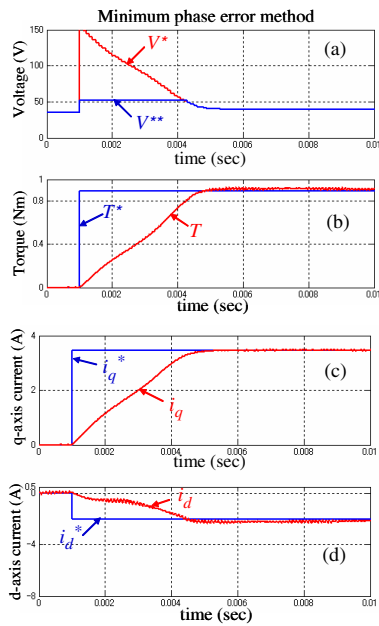 Minimum phase error method
150
100
50
0
Voltage (V)
V*
V**
(a)
0 0.002 0.004 0.006 0.008 0.01
time (sec)
1
0.8
0.4
0
Torque (Nm)
T*
T
(b)
0 0.002 0.004 0.006 0.008 0.01
time (sec)
4
2
0
q-axis current (A)
iq*
iq
(c)
0 0.002 0.004 0.006 0.008 0.01
time (sec)
0.5
0
-4
-8
d-axis current (A)
id
id*
(d)
0 0.002 0.004 0.006 0.008 0.01
time (sec)